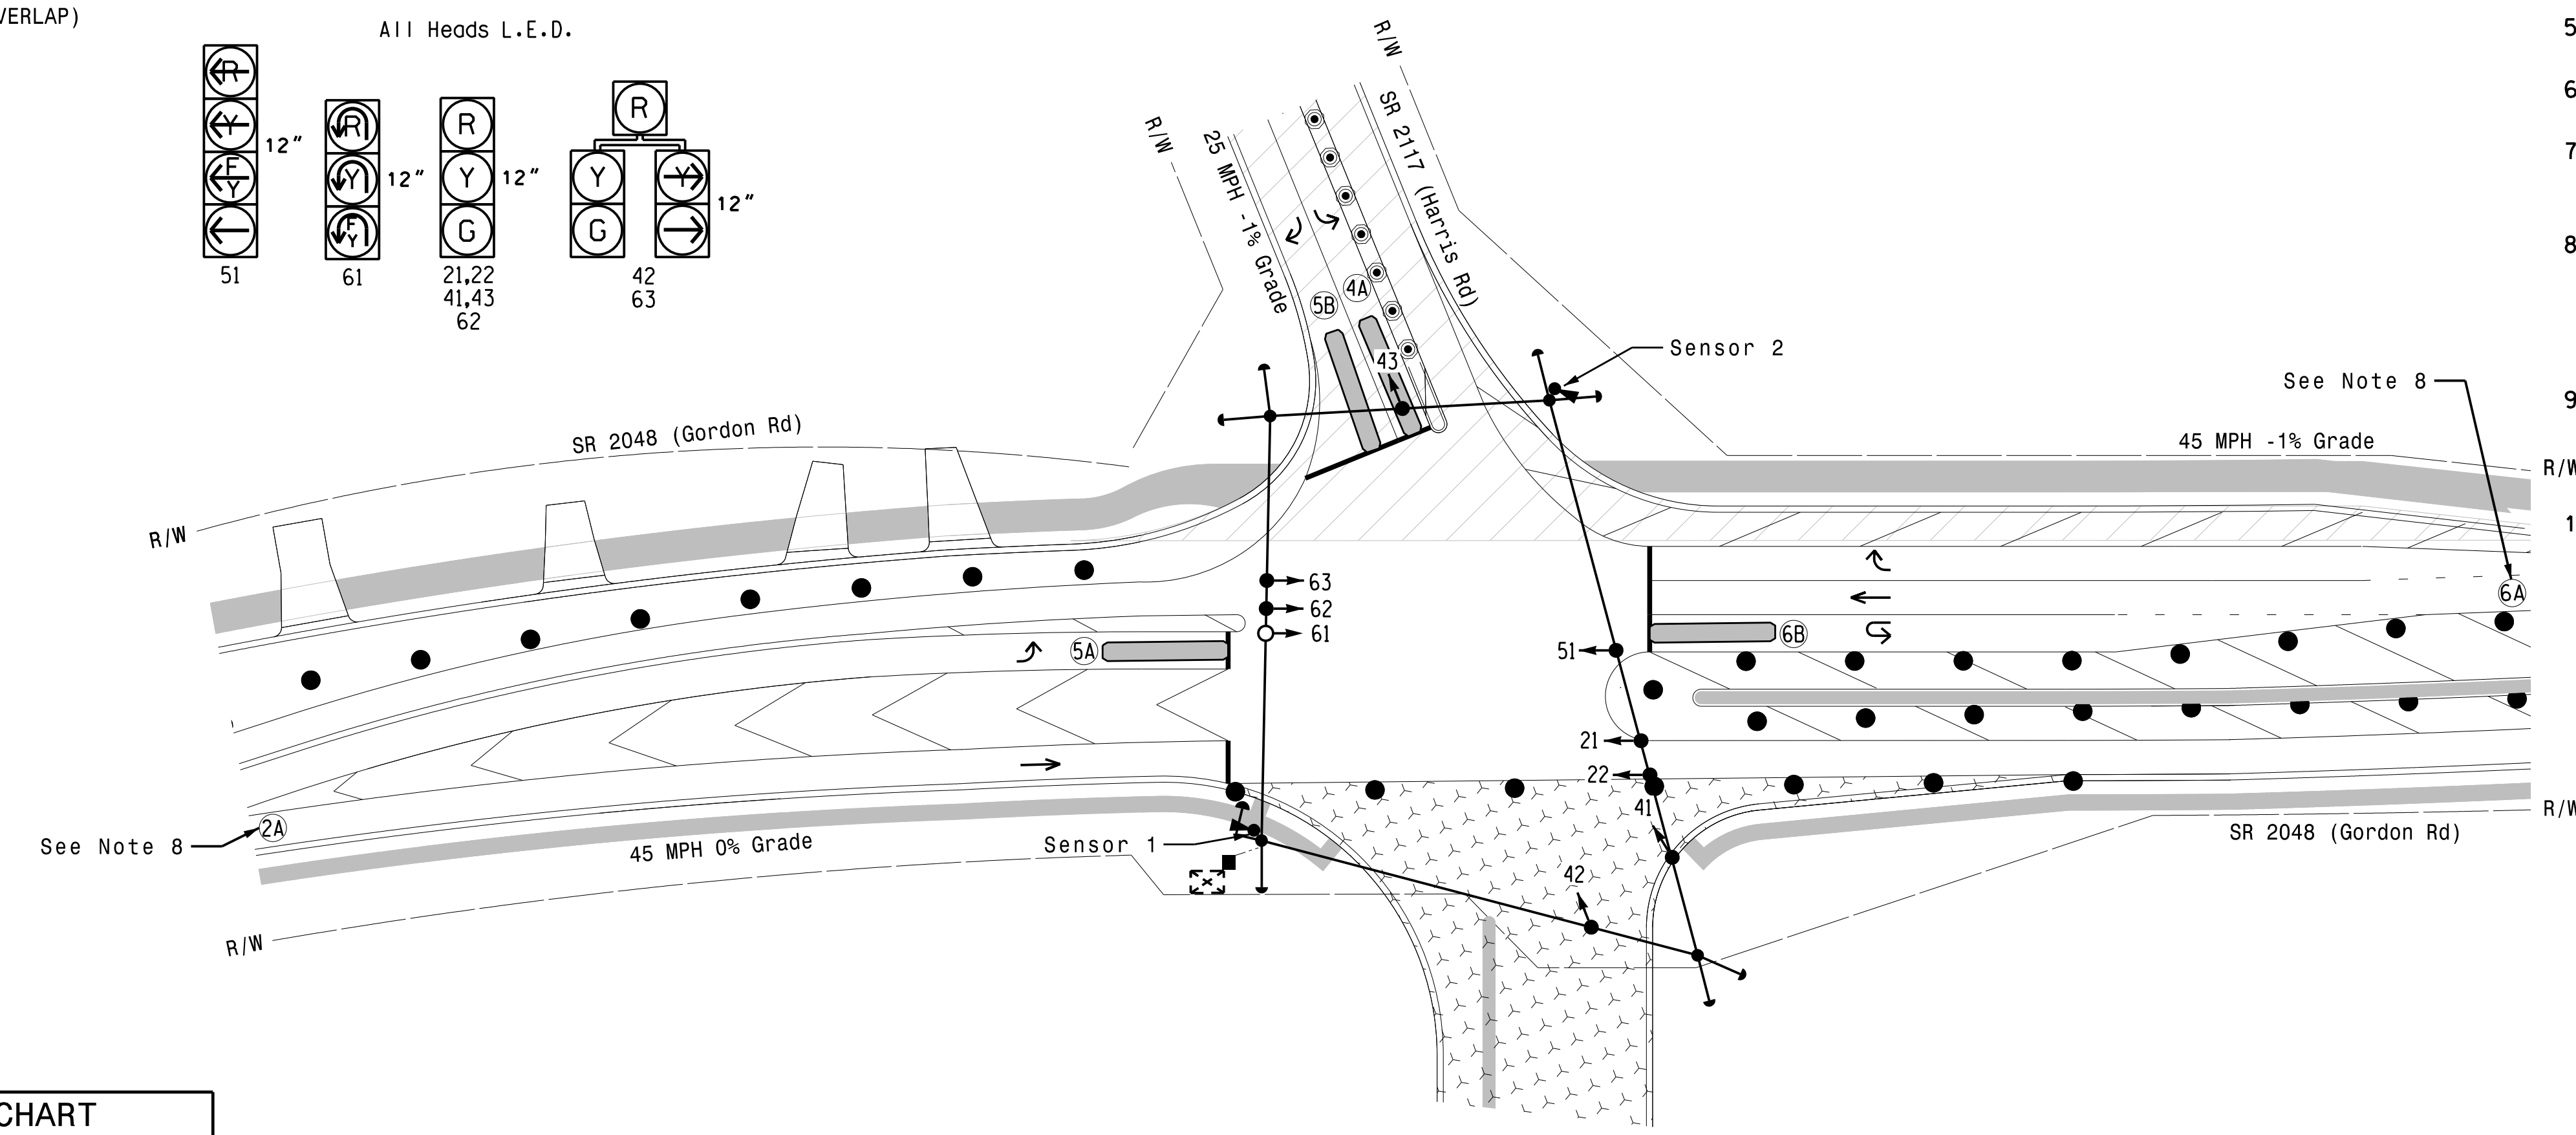 VERLAP)
All Heads L.E.D.
R
Y
F
Y
12"
51
R
Y
F
Y
12"
61
R
Y
G
12"
21,22
41,43
62
R
Y
Y
G
12"
42
63
5
6
7
8
9
1
R/W
R/W
25 MPH -1% Grade
SR 2117 (Harris Rd)
5B
4A
43
Sensor 2
See Note 8
SR 2048 (Gordon Rd)
45 MPH -1% Grade
R/W
R/W
63
62
61
6A
6B
5A
51
21
22
41
See Note 8
2A
Sensor 1
45 MPH 0% Grade
R/W
SR 2048 (Gordon Rd)
42
x
R/W
CHART